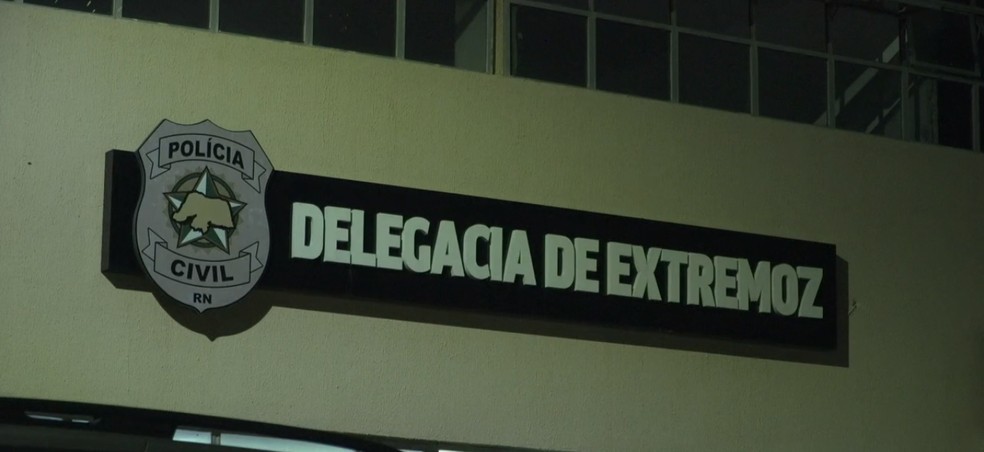 POLÍCIA
CIVIL
RN
DELEGACIA DE EXTREMOZ